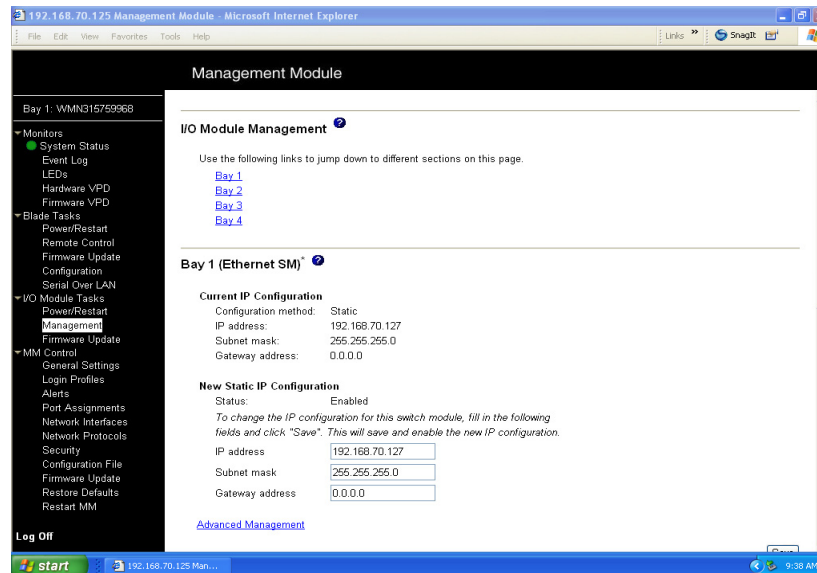 192.168.70.125 Management Module - Microsoft Internet Explorer
File Edit View Favorites Tools Help
Links » SnagIt
Management Module
Bay 1: WMN315759968
Monitors
System Status
Event Log
LEDs
Hardware VPD
Firmware VPD
Blade Tasks
Power/Restart
Remote Control
Firmware Update
Configuration
Serial Over LAN
I/O Module Tasks
Power/Restart
Management
Firmware Update
MM Control
General Settings
Login Profiles
Alerts
Port Assignments
Network Interfaces
Network Protocols
Security
Configuration File
Firmware Update
Restore Defaults
Restart MM
Log Off
I/O Module Management ?
Use the following links to jump down to different sections on this page.
Bay 1
Bay 2
Bay 3
Bay 4
Bay 1 (Ethernet SM)* ?
Current IP Configuration
Configuration method: Static
IP address: 192.168.70.127
Subnet mask: 255.255.255.0
Gateway address: 0.0.0.0
New Static IP Configuration
Status: Enabled
To change the IP configuration for this switch module, fill in the following
fields and click "Save". This will save and enable the new IP configuration.
IP address 192.168.70.127
Subnet mask 255.255.255.0
Gateway address 0.0.0.0
Advanced Management
start 192.168.70.125 Man... 9:38 AM